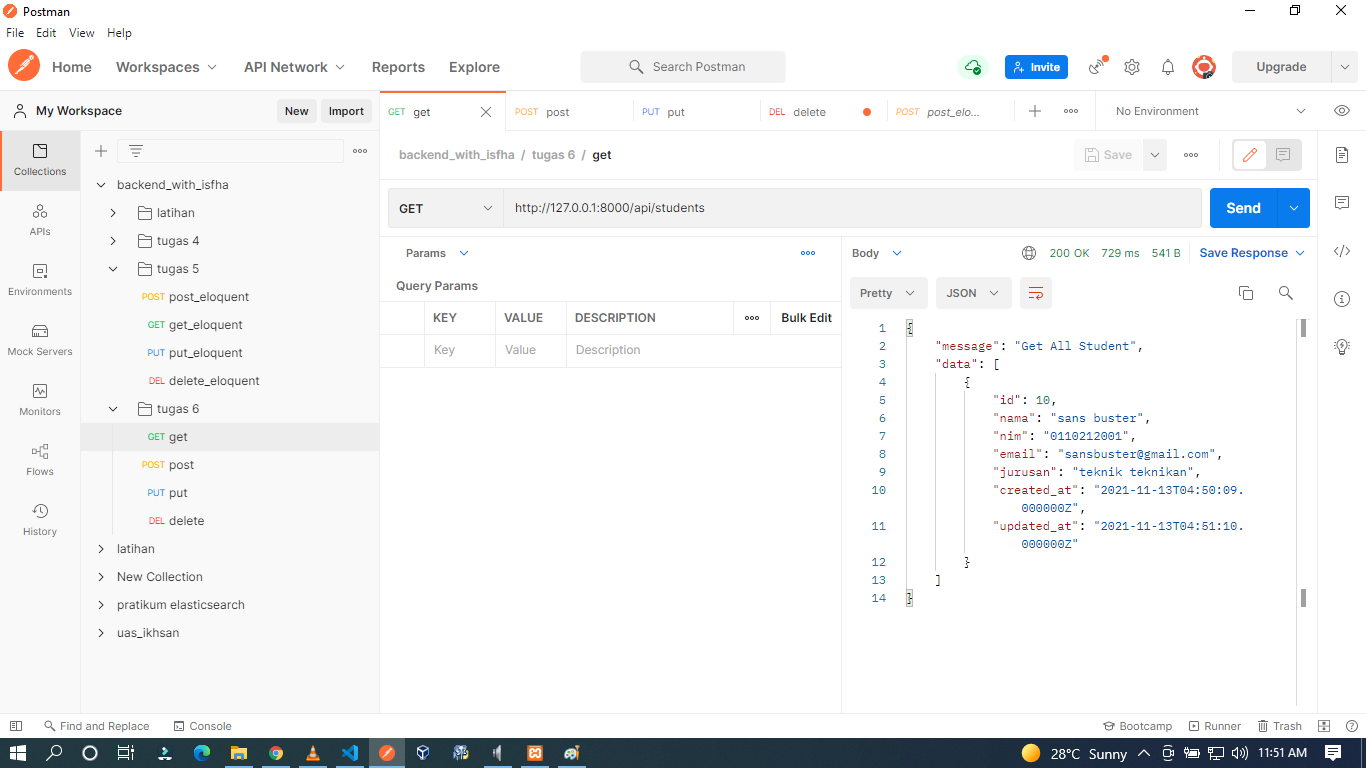 Postman
File Edit View Help
Home Workspaces API Network Reports Explore Search Postman Invite Upgrade
My Workspace New Import
GET get POST post PUT put DEL delete POST post_elo... No Environment
Collections
APIs
Environments
Mock Servers
Monitors
Flows
History
backend_with_isfha
latihan
tugas 4
tugas 5
POST post_eloquent
GET get_eloquent
PUT put_eloquent
DEL delete_eloquent
tugas 6
GET get
POST post
PUT put
DEL delete
latihan
New Collection
pratikum elasticsearch
uas_ikhsan
backend_with_isfha / tugas 6 / get Save
GET http://127.0.0.1:8000/api/students Send
Params
Query Params
KEY VALUE DESCRIPTION Bulk Edit
Key Value Description
Body 200 OK 729 ms 541 B Save Response
Pretty JSON
1 {
2 "message": "Get All Student",
3 "data": [
4 {
5 "id": 10,
6 "nama": "sans buster",
7 "nim": "0110212001",
8 "email": "sansbuster@gmail.com",
9 "jurusan": "teknik teknikan",
10 "created_at": "2021-11-13T04:50:09.
000000Z",
11 "updated_at": "2021-11-13T04:51:10.
000000Z"
12 }
13 ]
14 }
Find and Replace Console Bootcamp Runner Trash
28°C Sunny 11:51 AM